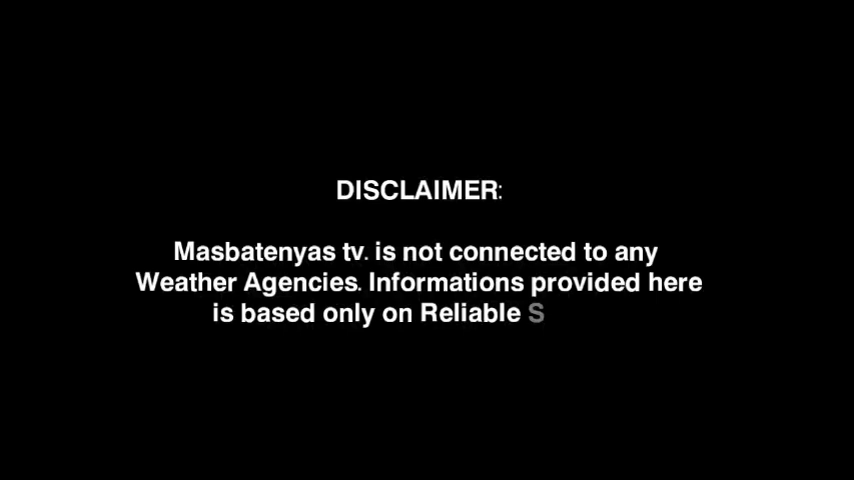 DISCLAIMER:
Masbatenyas tv. is not connected to any
Weather Agencies. Informations provided here
is based only on Reliable S